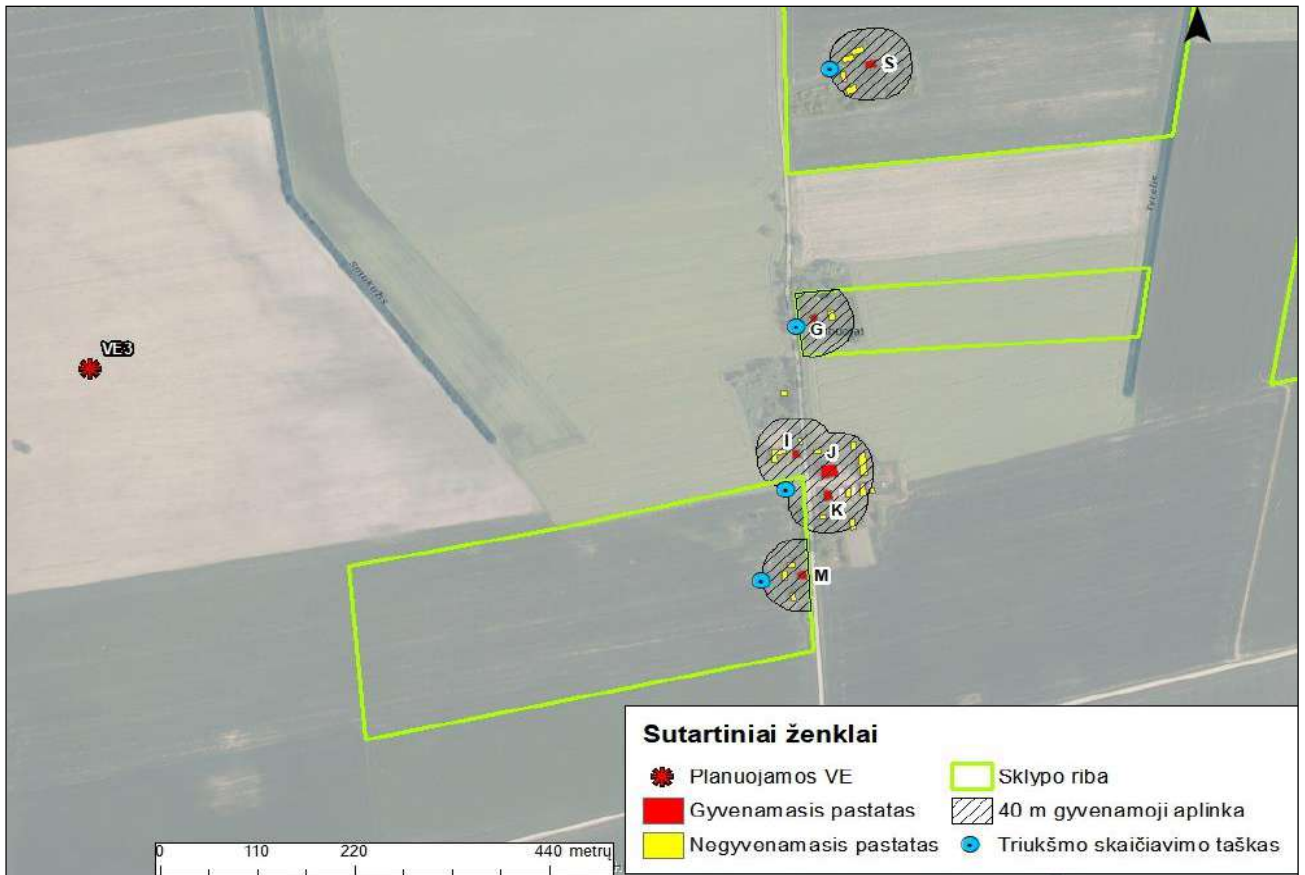 S
Tyrelis
VE3
G
I
J
K
M
Sutartiniai ženklai
Planuojamos VE
Sklypo riba
Gyvenamasis pastatas
40 m gyvenamoji aplinka
Negyvenamasis pastatas
Triukšmo skaičiavimo taškas
0 110 220 440 metrų